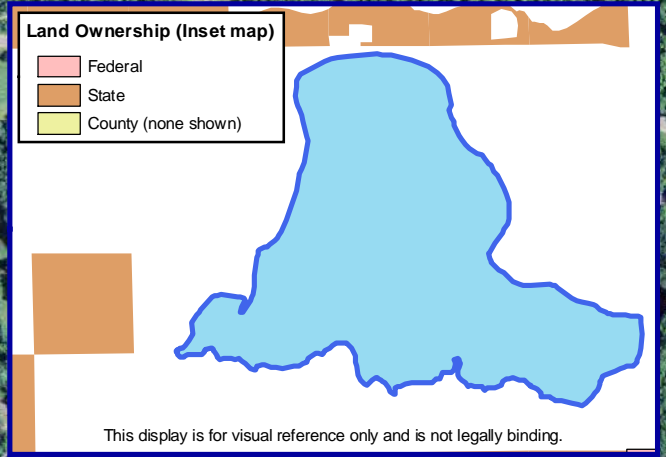 Land Ownership (Inset map)
Federal
State
County (none shown)
This display is for visual reference only and is not legally binding.